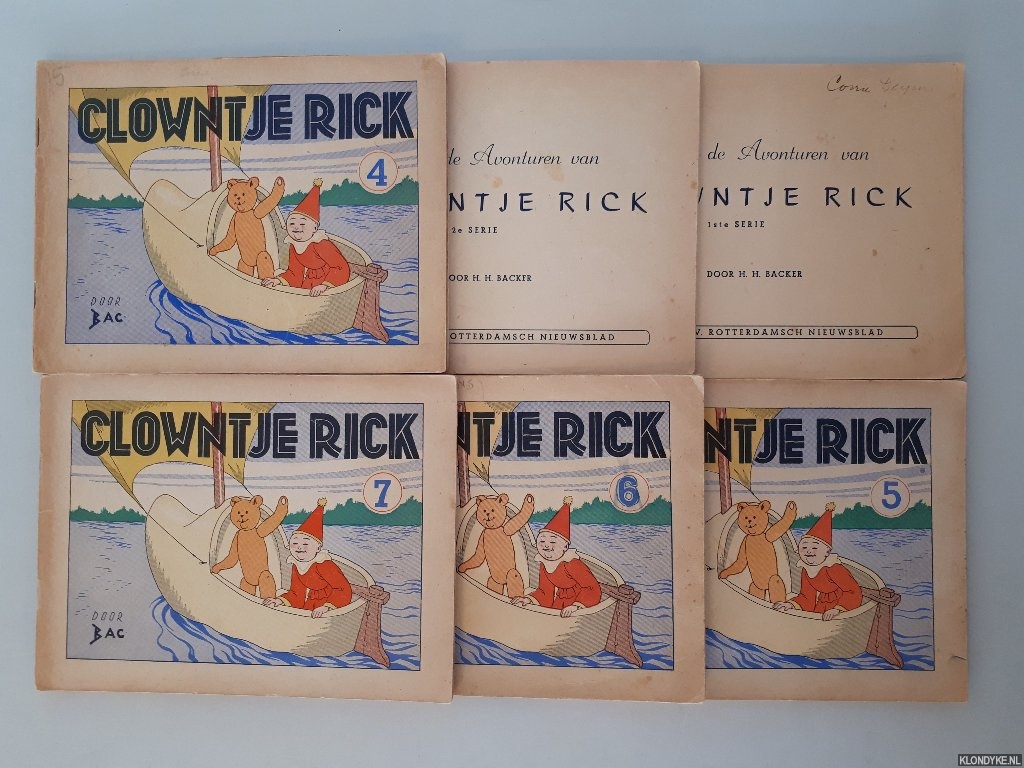 CLOWNTJE RICK
4
DOOR
BAC
de Avonturen van
NTJE RICK
2e SERIE
OOR H. H. BACKER
OTTERDAMSCH NIEUWSBLAD
de Avonturen van
WNTJE RICK
1ste SERIE
DOOR H. H. BACKER
V. ROTTERDAMSCH NIEUWSBLAD
CLOWNTJE RICK
7
DOOR
BAC
NTJE RICK
6
NTJE RICK
5
KLONDYKE.NL